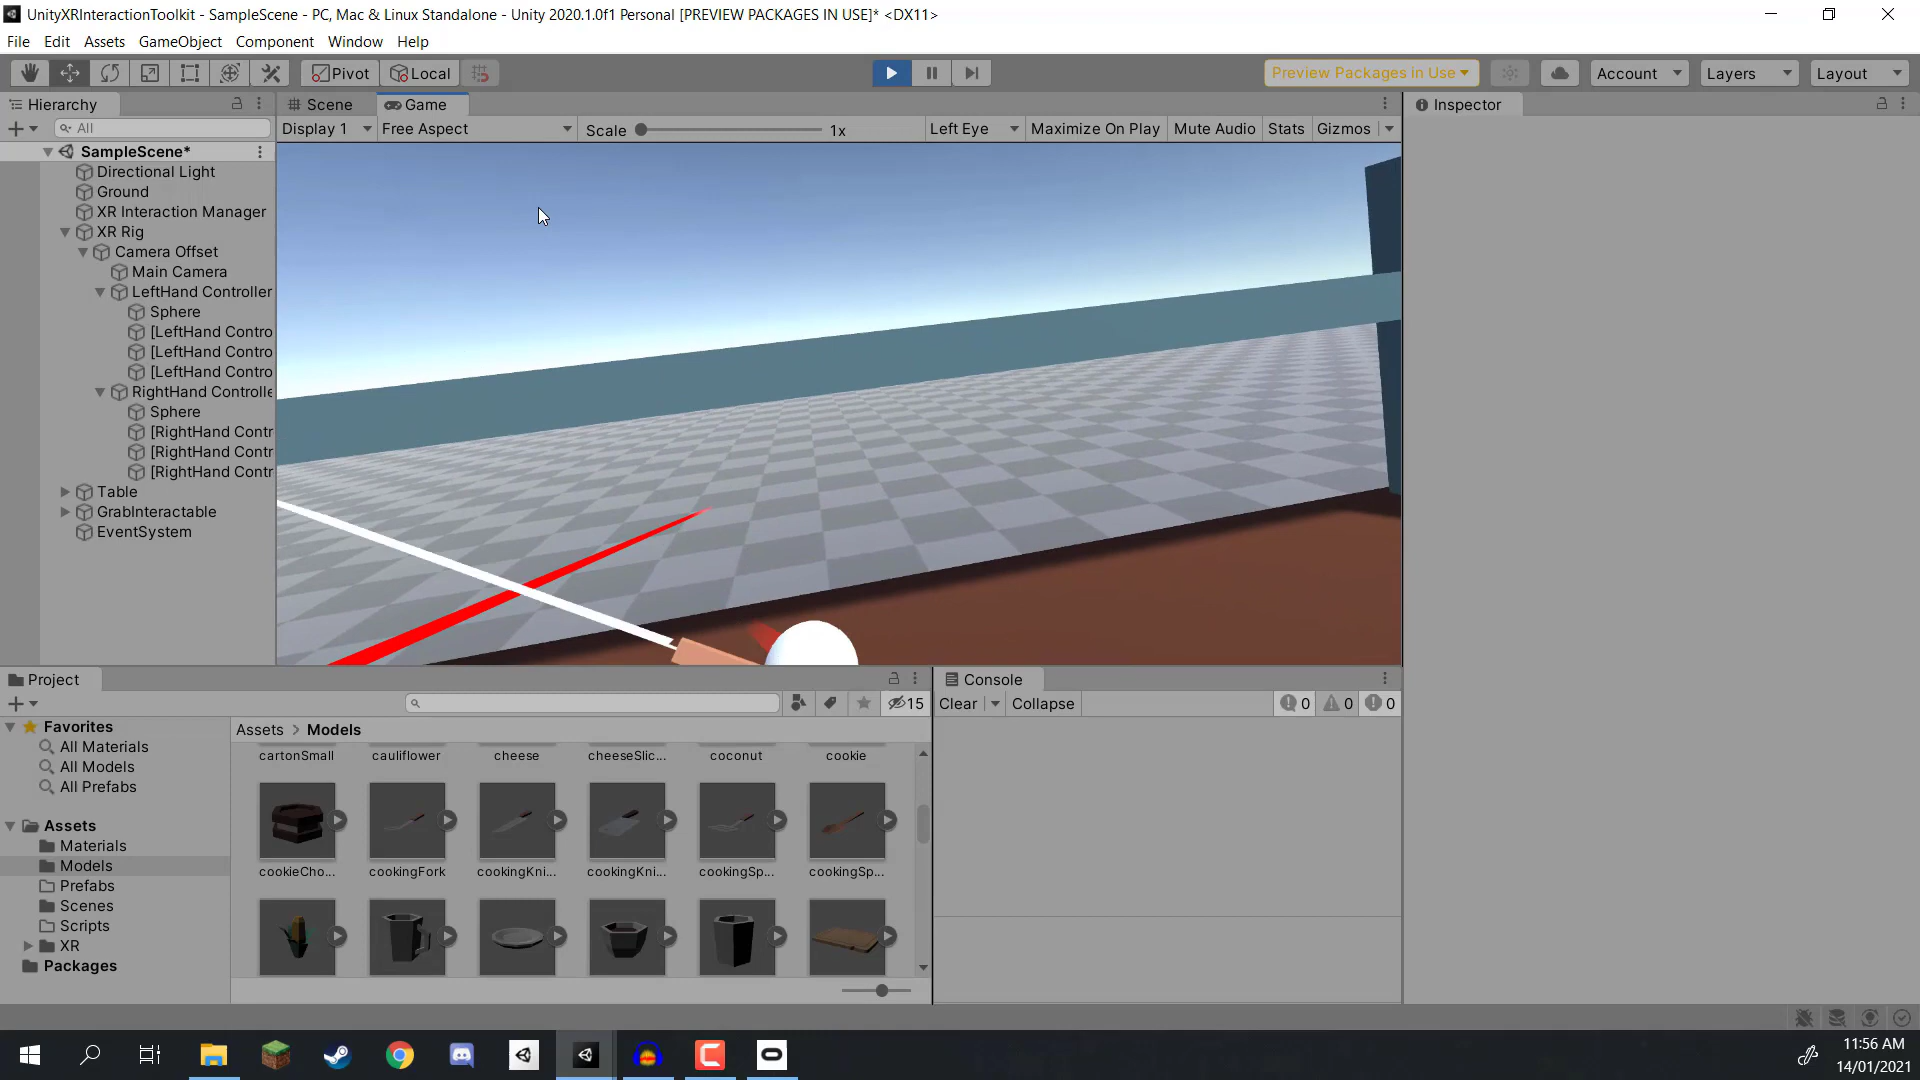 UnityXRInteractionToolkit - SampleScene - PC, Mac & Linux Standalone - Unity 2020.1.0f1 Personal [PREVIEW PACKAGES IN USE]* <DX11>
File Edit Assets GameObject Component Window Help
Pivot Local Preview Packages in Use Account Layers Layout
Hierarchy Scene Game Inspector
All Display 1 Free Aspect Scale 1x Left Eye Maximize On Play Mute Audio Stats Gizmos
SampleScene*
Directional Light
Ground
XR Interaction Manager
XR Rig
Camera Offset
Main Camera
LeftHand Controller
Sphere
[LeftHand Contro
[LeftHand Contro
[LeftHand Contro
RightHand Controlle
Sphere
[RightHand Contr
[RightHand Contr
[RightHand Contr
Table
GrabInteractable
EventSystem
Project Console
15 Clear Collapse 0 0 0
Favorites
All Materials
All Models
All Prefabs
Assets
Materials
Models
Prefabs
Scenes
Scripts
XR
Packages
Assets > Models
cartonSmall cauliflower cheese cheeseSlic... coconut cookie
cookieCho... cookingFork cookingKni... cookingKni... cookingSp... cookingSp...
11:56 AM
14/01/2021